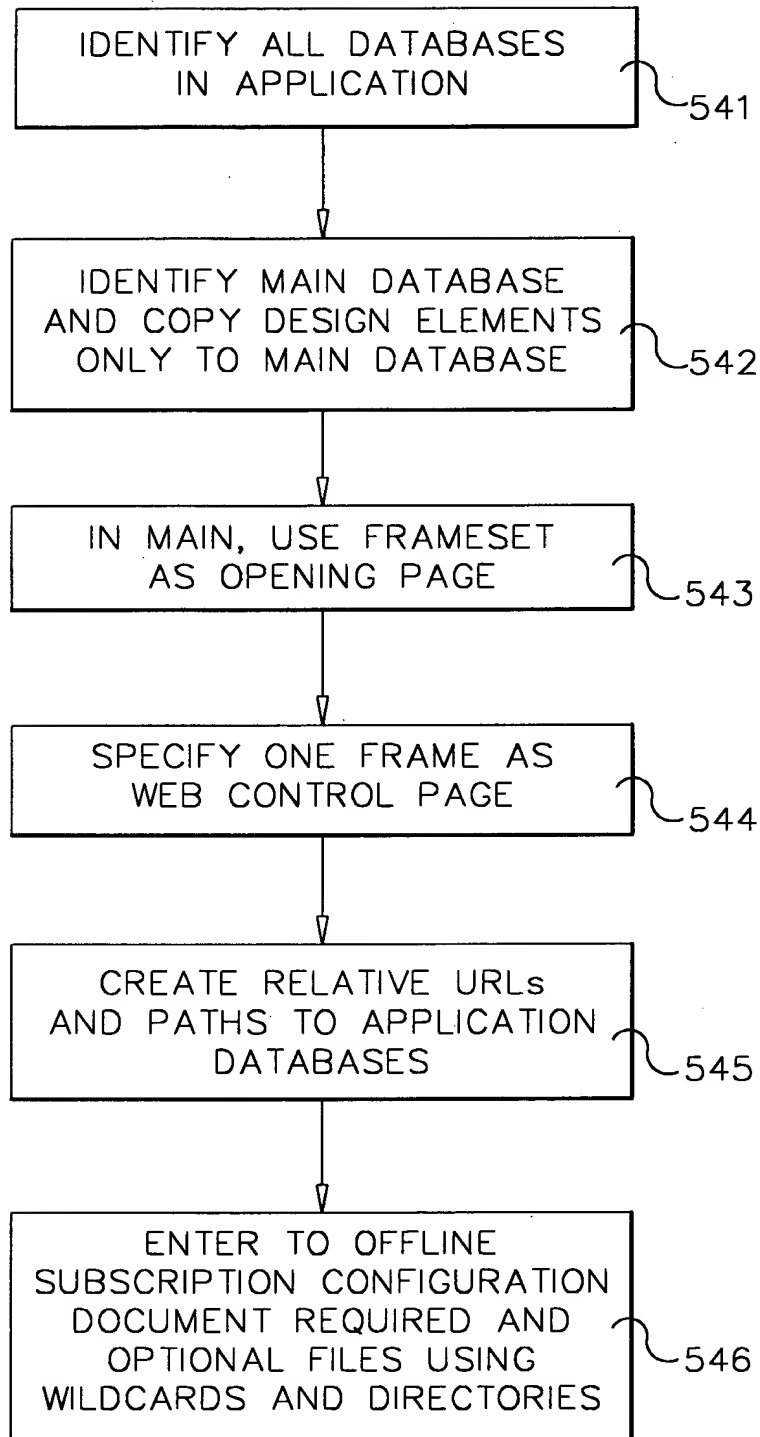 IDENTIFY ALL DATABASES
IN APPLICATION
541
IDENTIFY MAIN DATABASE
AND COPY DESIGN ELEMENTS
ONLY TO MAIN DATABASE
542
IN MAIN, USE FRAMESET
AS OPENING PAGE
543
SPECIFY ONE FRAME AS
WEB CONTROL PAGE
544
CREATE RELATIVE URLs
AND PATHS TO APPLICATION
DATABASES
545
ENTER TO OFFLINE
SUBSCRIPTION CONFIGURATION
DOCUMENT REQUIRED AND
OPTIONAL FILES USING
WILDCARDS AND DIRECTORIES
546